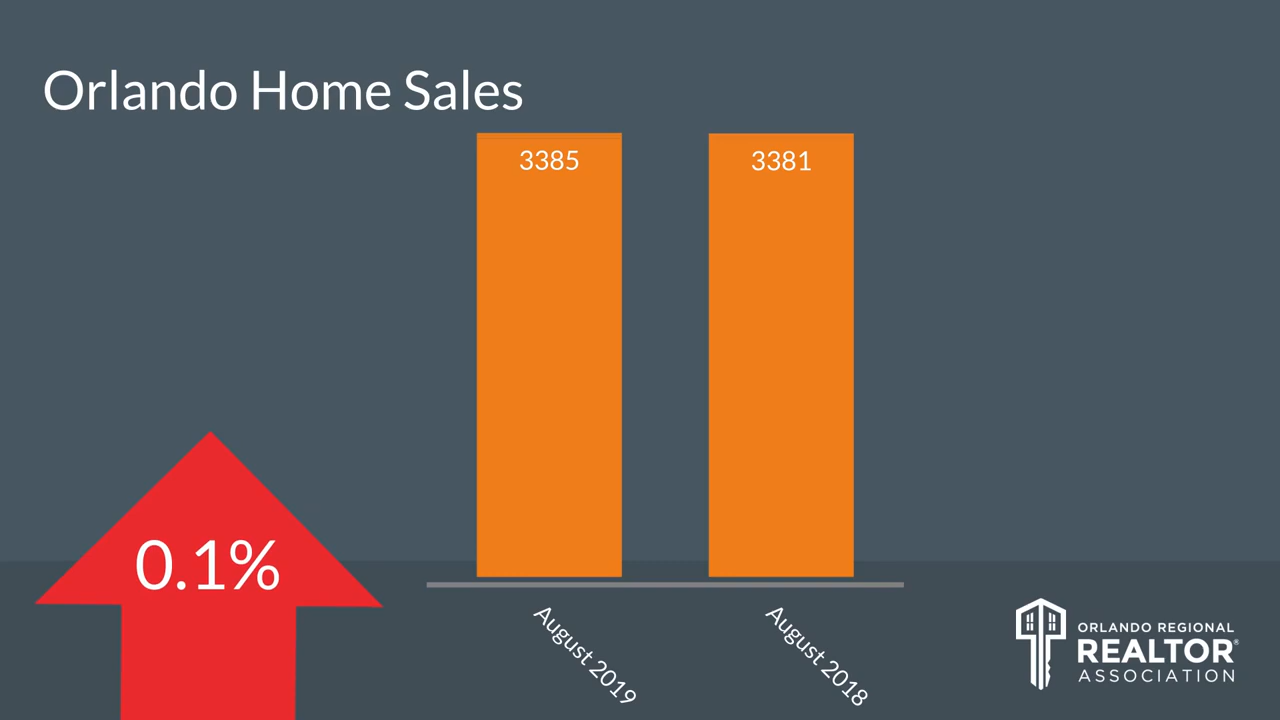 Orlando Home Sales
3385
3381
0.1%
August 2019
August 2018
ORLANDO REGIONAL
REALTOR®
ASSOCIATION